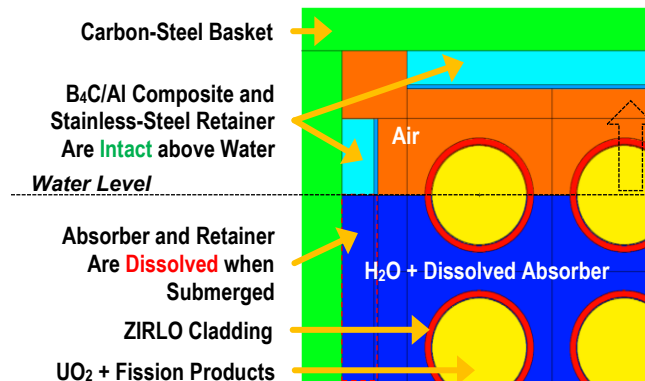 Carbon-Steel Basket
B₄C/Al Composite and
Stainless-Steel Retainer
Are Intact above Water
Air
Water Level
Absorber and Retainer
Are Dissolved when
Submerged
H₂O + Dissolved Absorber
ZIRLO Cladding
UO₂ + Fission Products